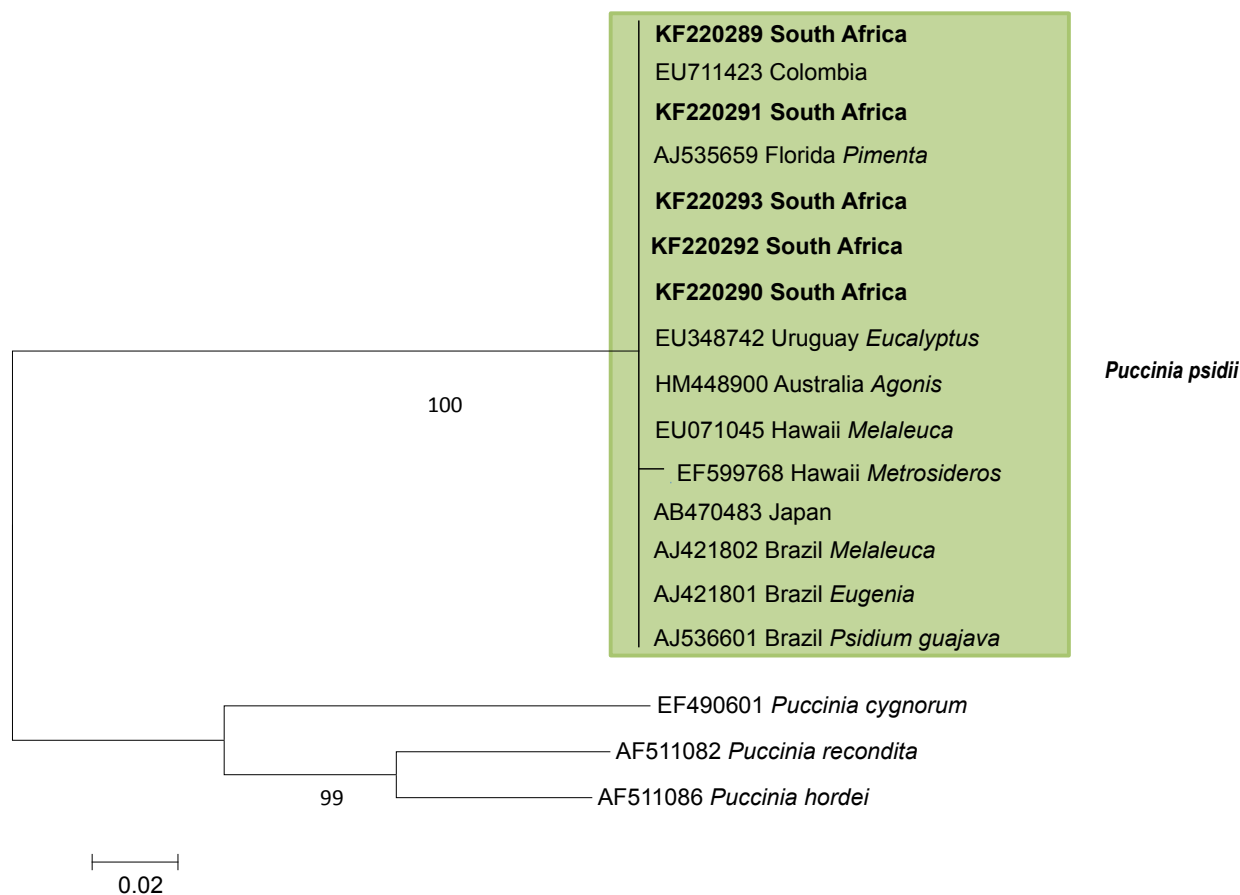 KF220289 South Africa
EU711423 Colombia
KF220291 South Africa
AJ535659 Florida Pimenta
KF220293 South Africa
KF220292 South Africa
KF220290 South Africa
EU348742 Uruguay Eucalyptus
HM448900 Australia Agonis
Puccinia psidii
100
EU071045 Hawaii Melaleuca
EF599768 Hawaii Metrosideros
AB470483 Japan
AJ421802 Brazil Melaleuca
AJ421801 Brazil Eugenia
AJ536601 Brazil Psidium guajava
EF490601 Puccinia cygnorum
AF511082 Puccinia recondita
99
AF511086 Puccinia hordei
0.02